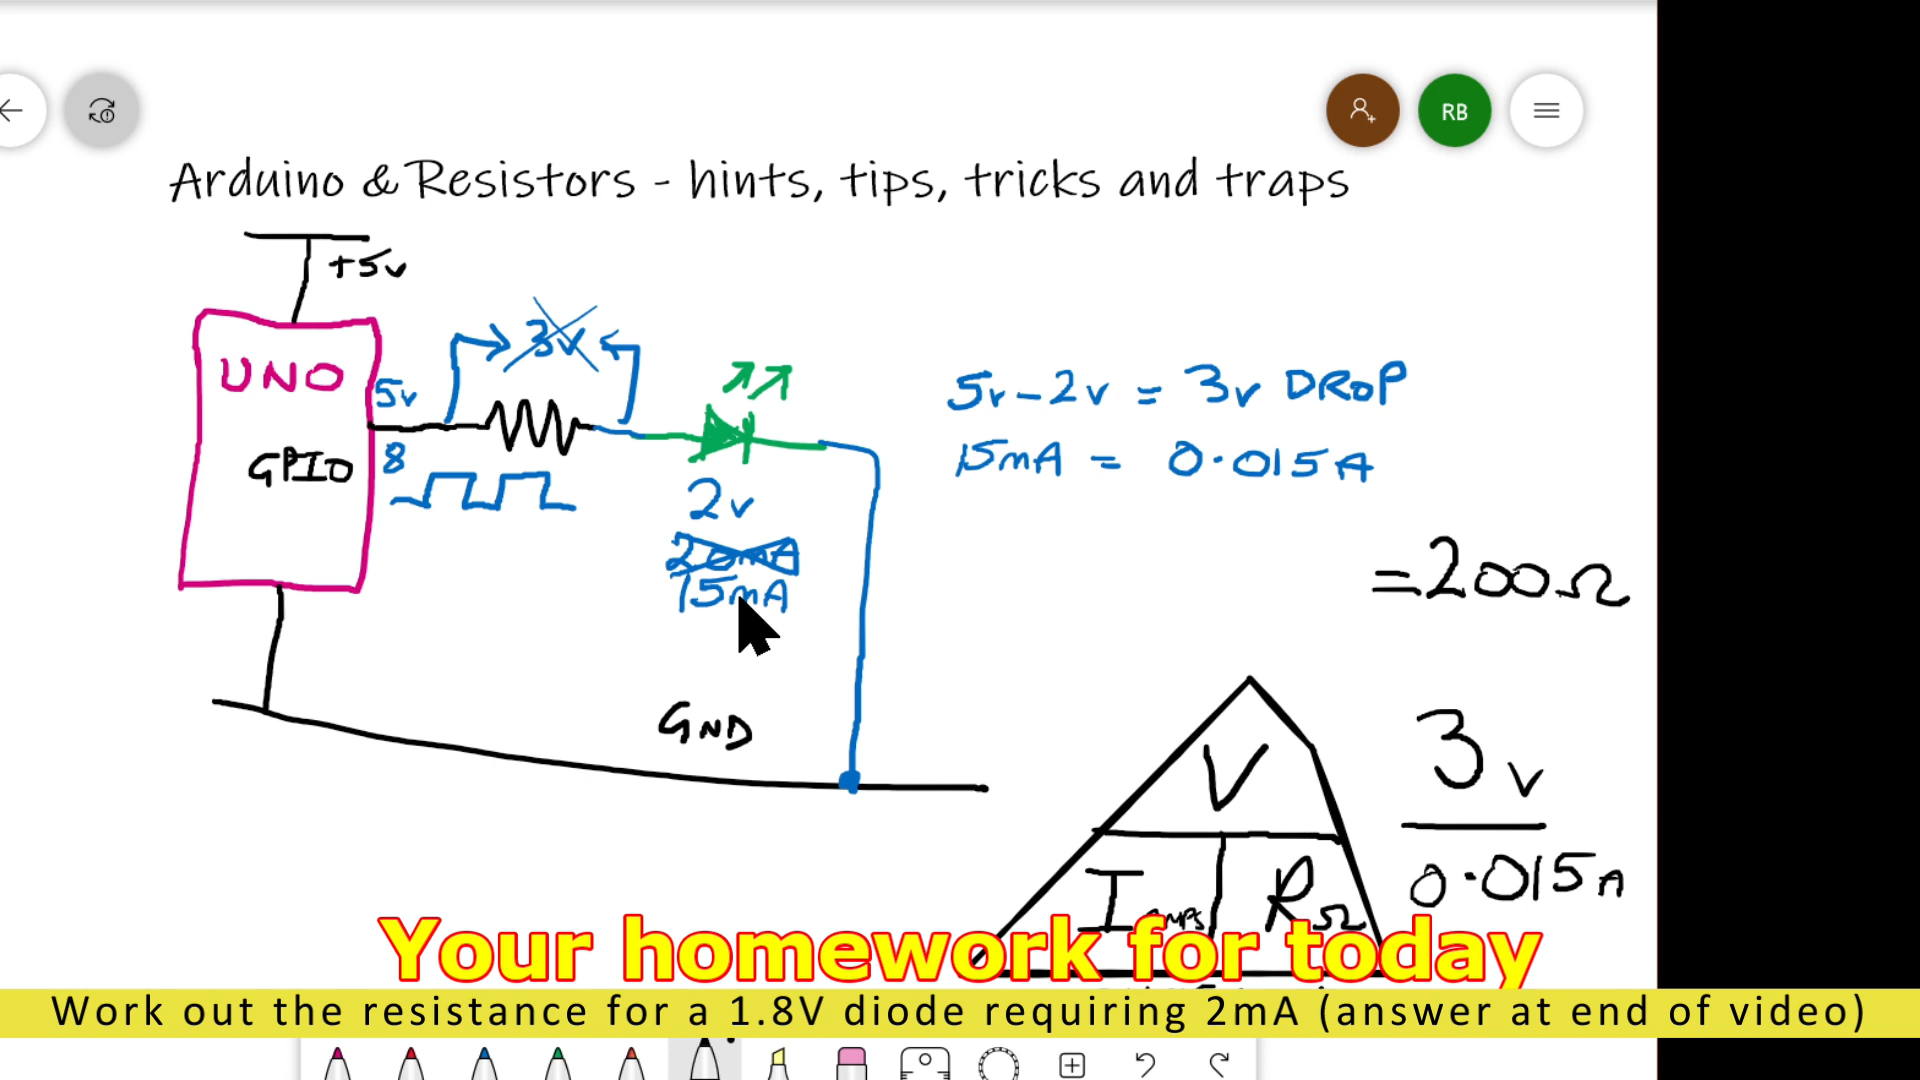 RB
Arduino & Resistors - hints, tips, tricks and traps
+5v
3v
UNO
5v
5v - 2v = 3v DROP
GPIO
8
15mA = 0.015A
2v
20mA
15mA
= 200Ω
GND
3v
0.015A
V
I amps
RΩ
Your homework for today
Work out the resistance for a 1.8V diode requiring 2mA (answer at end of video)